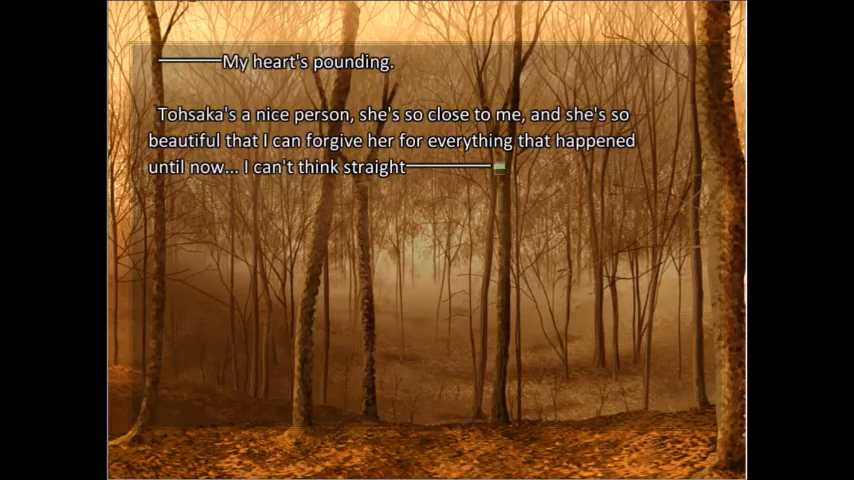 ————My heart's pounding.
Tohsaka's a nice person, she's so close to me, and she's so
beautiful that I can forgive her for everything that happened
until now... I can't think straight—————